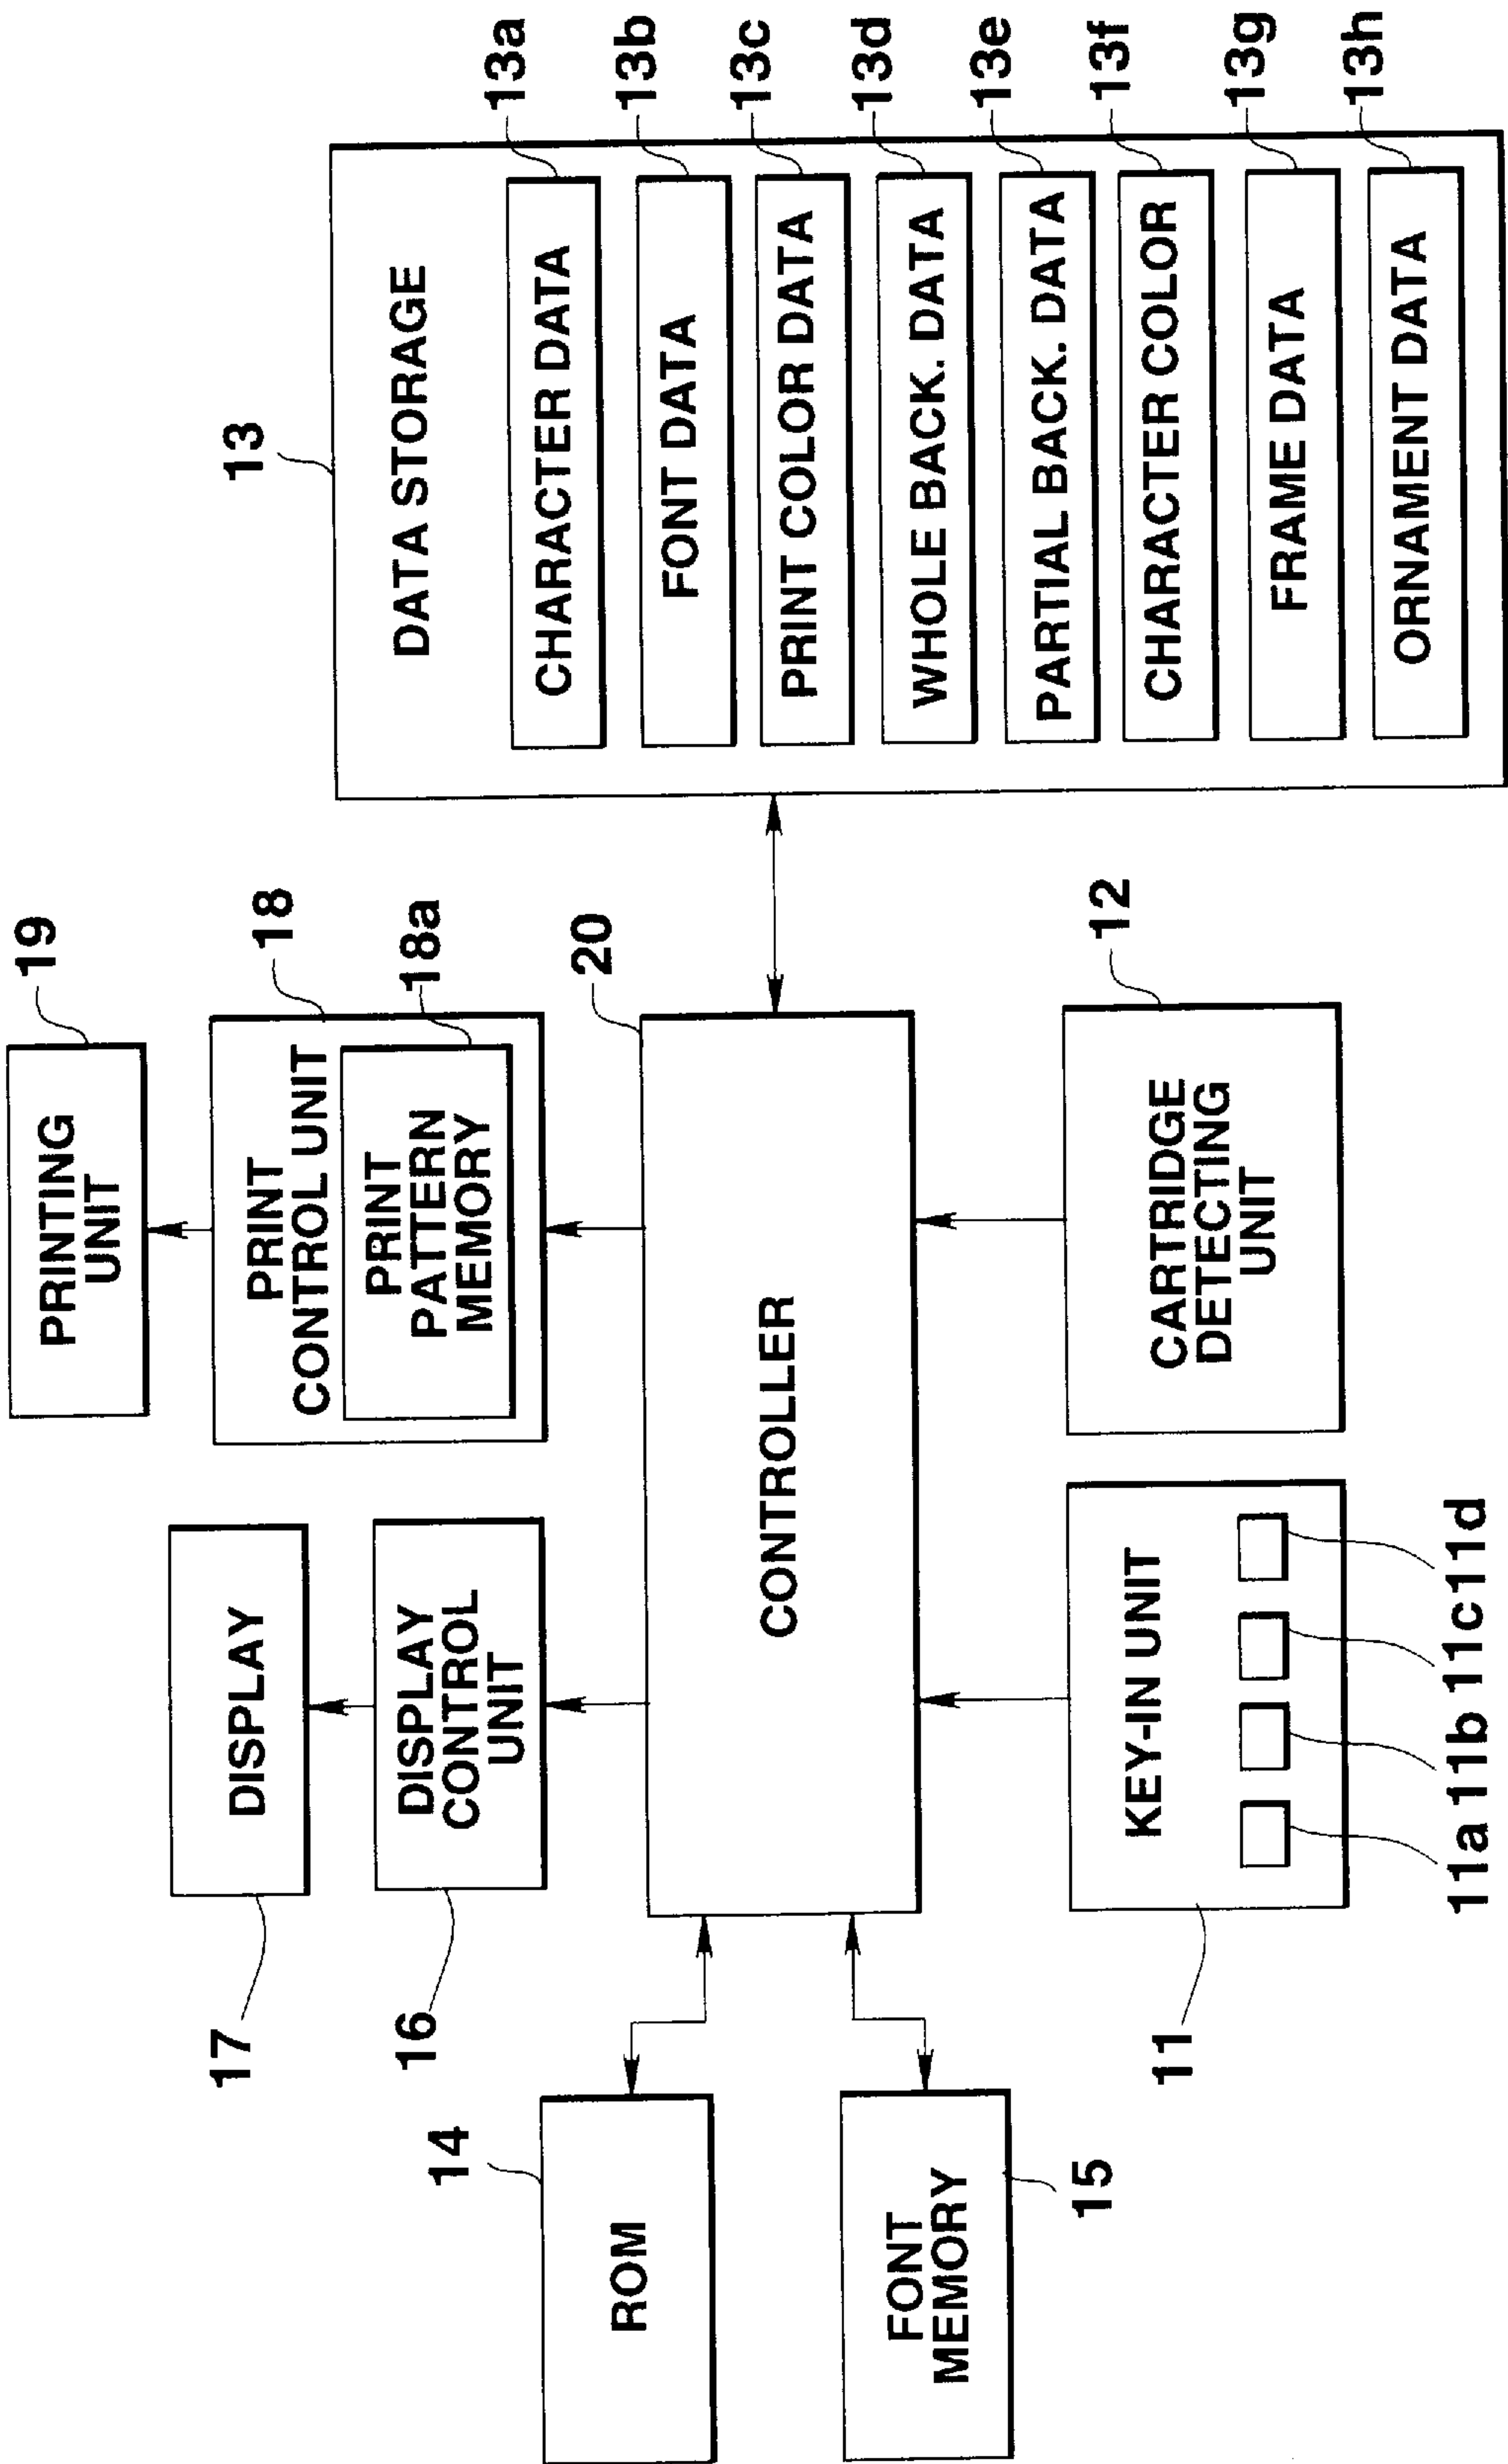 19
PRINTING
UNIT
18
PRINT
CONTROL UNIT
18a
PRINT
PATTERN
MEMORY
17
DISPLAY
16
DISPLAY
CONTROL
UNIT
14
ROM
15
FONT
MEMORY
20
CONTROLLER
11
KEY-IN UNIT
11a 11b 11c 11d
12
CARTRIDGE
DETECTING
UNIT
13
DATA STORAGE
CHARACTER DATA 13a
FONT DATA 13b
PRINT COLOR DATA 13c
WHOLE BACK. DATA 13d
PARTIAL BACK. DATA 13e
CHARACTER COLOR 13f
FRAME DATA 13g
ORNAMENT DATA 13h